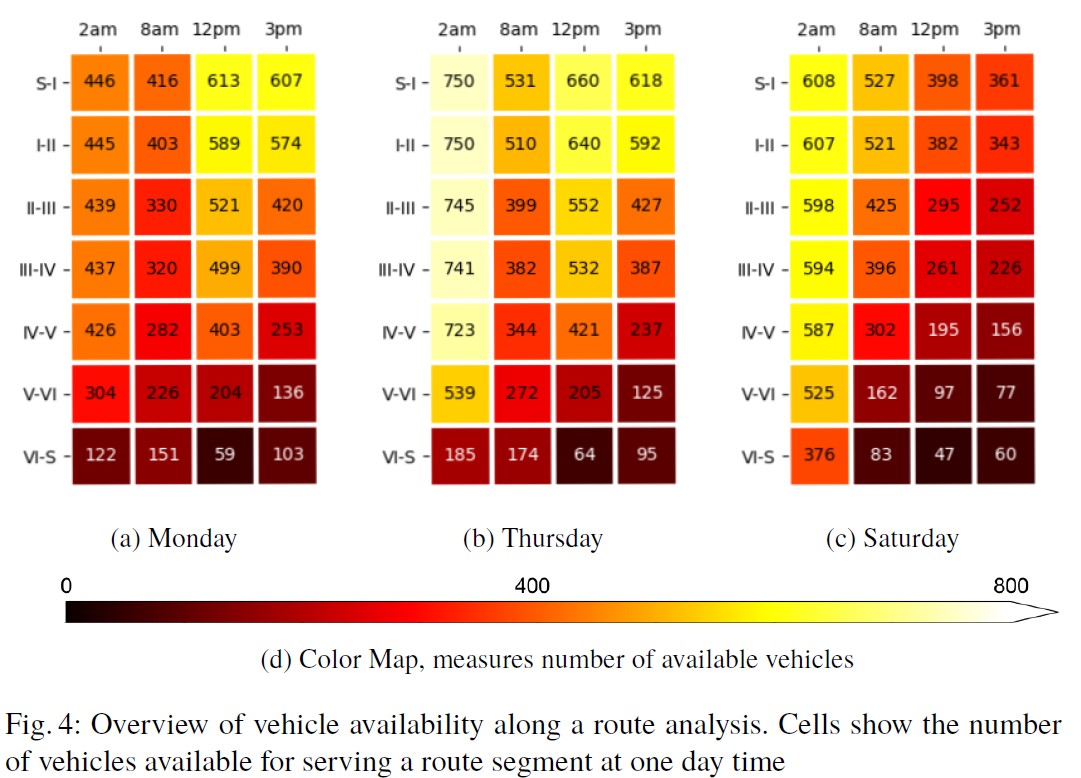 2am 8am 12pm 3pm
S-I 446 416 613 607
I-II 445 403 589 574
II-III 439 330 521 420
III-IV 437 320 499 390
IV-V 426 282 403 253
V-VI 304 226 204 136
VI-S 122 151 59 103
(a) Monday
2am 8am 12pm 3pm
S-I 750 531 660 618
I-II 750 510 640 592
II-III 745 399 552 427
III-IV 741 382 532 387
IV-V 723 344 421 237
V-VI 539 272 205 125
VI-S 185 174 64 95
(b) Thursday
2am 8am 12pm 3pm
S-I 608 527 398 361
I-II 607 521 382 343
II-III 598 425 295 252
III-IV 594 396 261 226
IV-V 587 302 195 156
V-VI 525 162 97 77
VI-S 376 83 47 60
(c) Saturday
0 400 800
(d) Color Map, measures number of available vehicles
Fig. 4: Overview of vehicle availability along a route analysis. Cells show the number
of vehicles available for serving a route segment at one day time